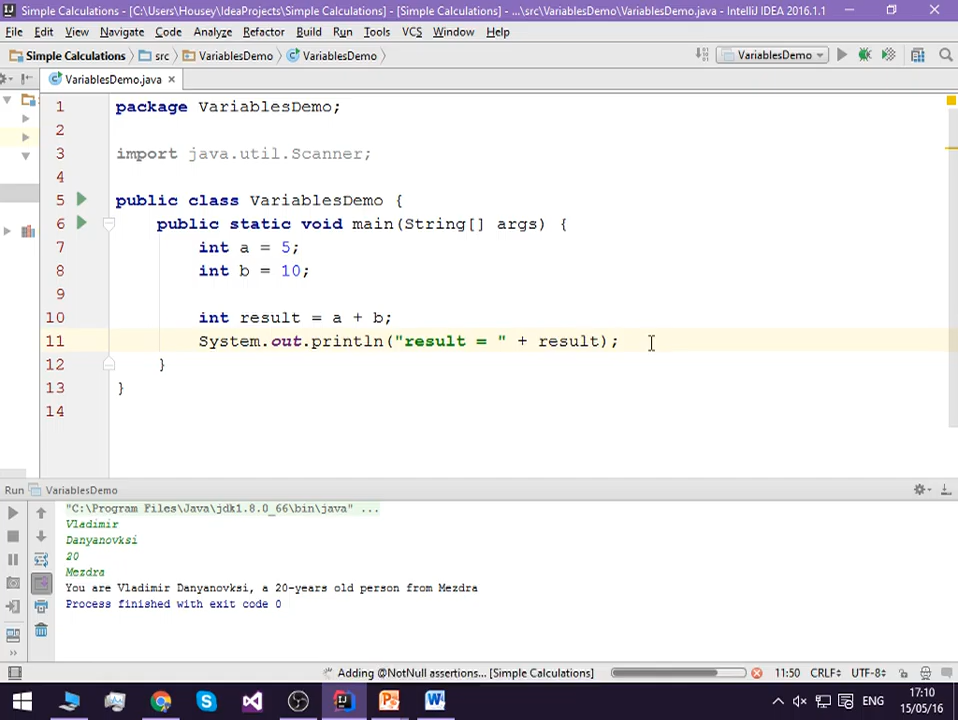 Simple Calculations - [C:\Users\Housey\IdeaProjects\Simple Calculations] - [Simple Calculations] - ...\src\VariablesDemo\VariablesDemo.java - IntelliJ IDEA 2016.1.1
File Edit View Navigate Code Analyze Refactor Build Run Tools VCS Window Help
Simple Calculations src VariablesDemo VariablesDemo VariablesDemo
VariablesDemo.java
1 package VariablesDemo;
2
3 import java.util.Scanner;
4
5 public class VariablesDemo {
6 public static void main(String[] args) {
7 int a = 5;
8 int b = 10;
9
10 int result = a + b;
11 System.out.println("result = " + result);
12 }
13 }
14
Run VariablesDemo
"C:\Program Files\Java\jdk1.8.0_66\bin\java" ...
Vladimir
Danyanovksi
20
Mezdra
You are Vladimir Danyanovksi, a 20-years old person from Mezdra
Process finished with exit code 0
Adding @NotNull assertions... [Simple Calculations] 11:50 CRLF UTF-8
ENG 17:10
15/05/16